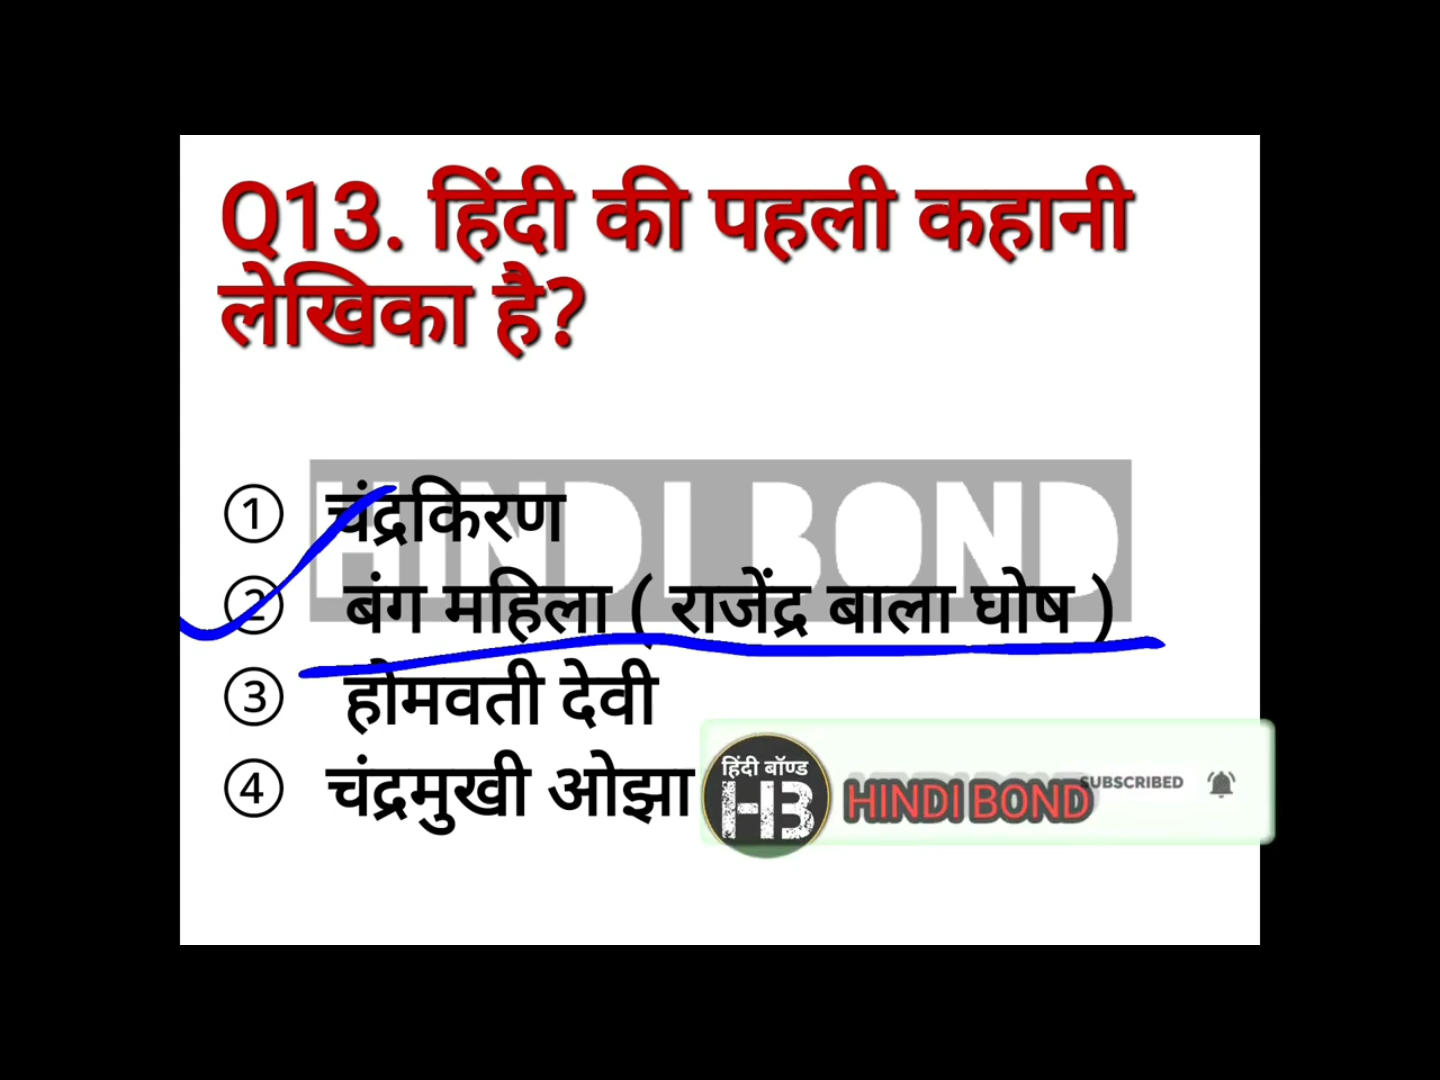 Q13. हिंदी की पहली कहानी
लेखिका है?
HINDI BOND
① चंद्रकिरण
② बंग महिला ( राजेंद्र बाला घोष )
③ होमवती देवी
④ चंद्रमुखी ओझा
हिंदी बॉण्ड
HB
HINDI BOND
SUBSCRIBED